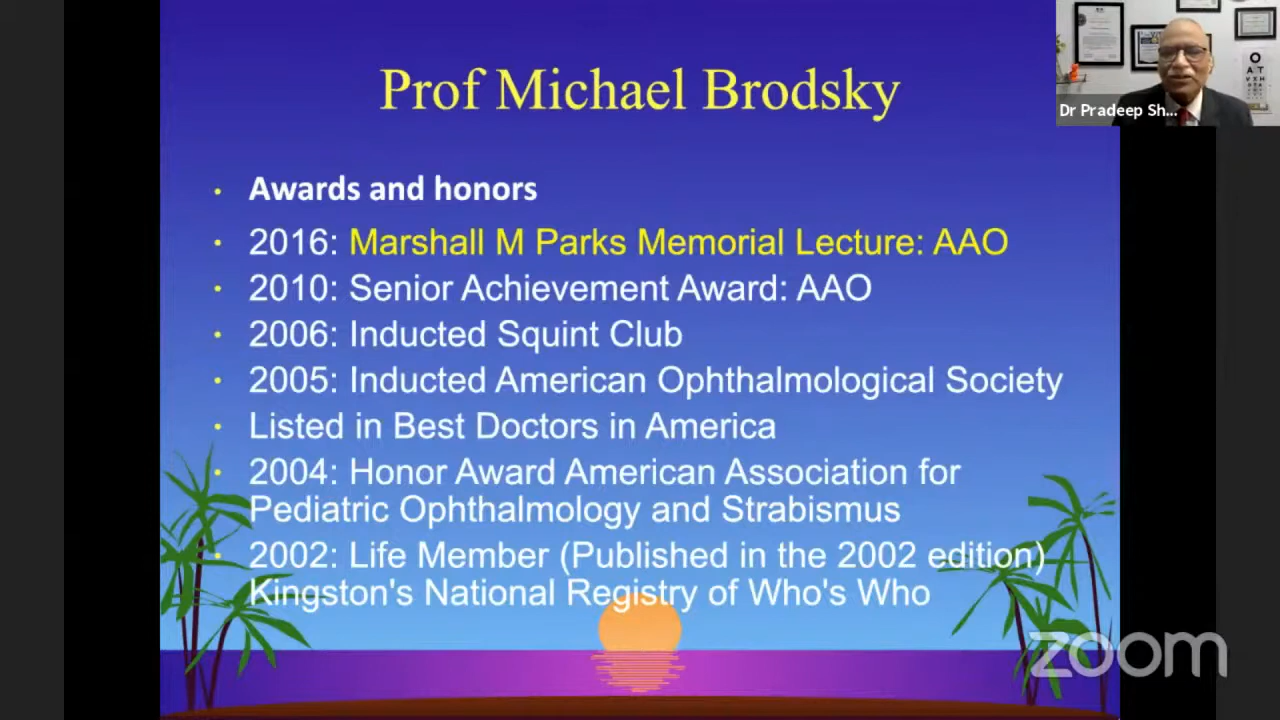 Prof Michael Brodsky
Dr Pradeep Sh...
Awards and honors
2016: Marshall M Parks Memorial Lecture: AAO
2010: Senior Achievement Award: AAO
2006: Inducted Squint Club
2005: Inducted American Ophthalmological Society
Listed in Best Doctors in America
2004: Honor Award American Association for
Pediatric Ophthalmology and Strabismus
2002: Life Member (Published in the 2002 edition)
Kingston's National Registry of Who's Who
zoom